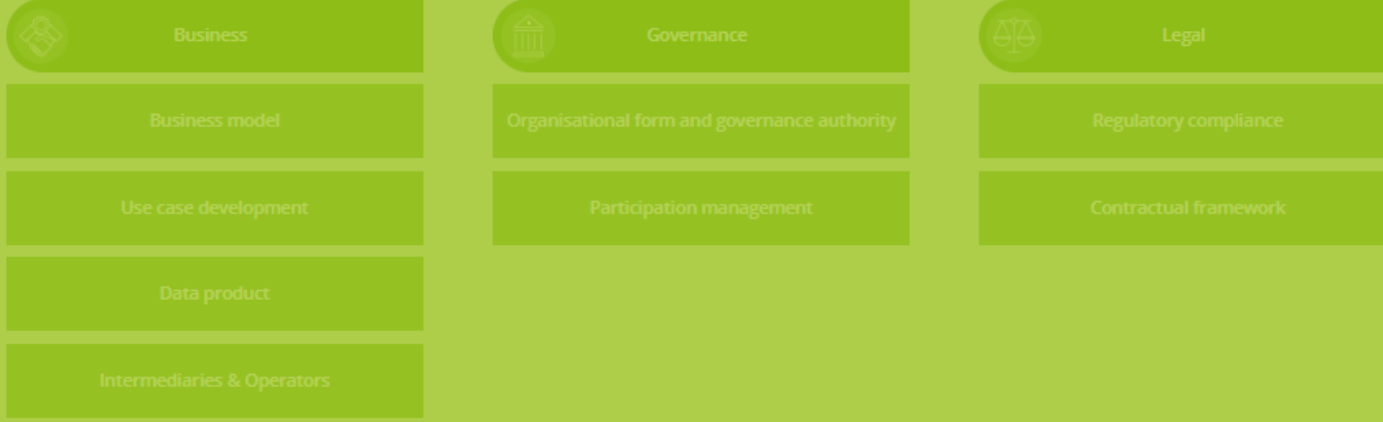 Business
Business model
Use case development
Data product
Intermediaries & Operators
Governance
Organisational form and governance authority
Participation management
Legal
Regulatory compliance
Contractual framework